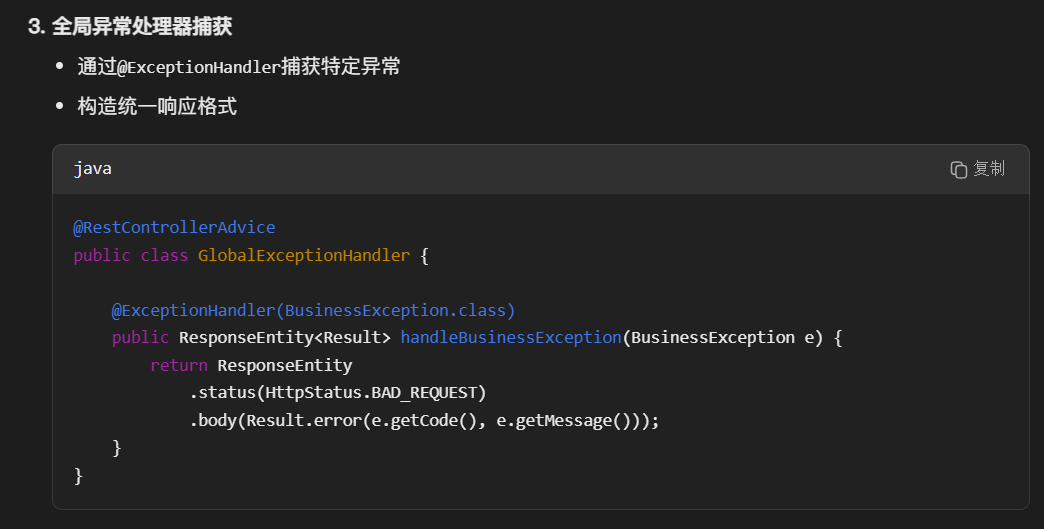 3. 全局异常处理器捕获
• 通过@ExceptionHandler捕获特定异常
• 构造统一响应格式
java 复制
@RestControllerAdvice
public class GlobalExceptionHandler {
    @ExceptionHandler(BusinessException.class)
    public ResponseEntity<Result> handleBusinessException(BusinessException e) {
        return ResponseEntity
            .status(HttpStatus.BAD_REQUEST)
            .body(Result.error(e.getCode(), e.getMessage()));
    }
}